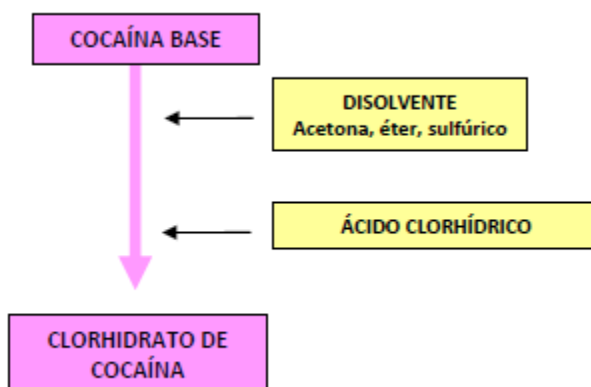 COCAÍNA BASE
DISOLVENTE
Acetona, éter, sulfúrico
ÁCIDO CLORHÍDRICO
CLORHIDRATO DE
COCAÍNA